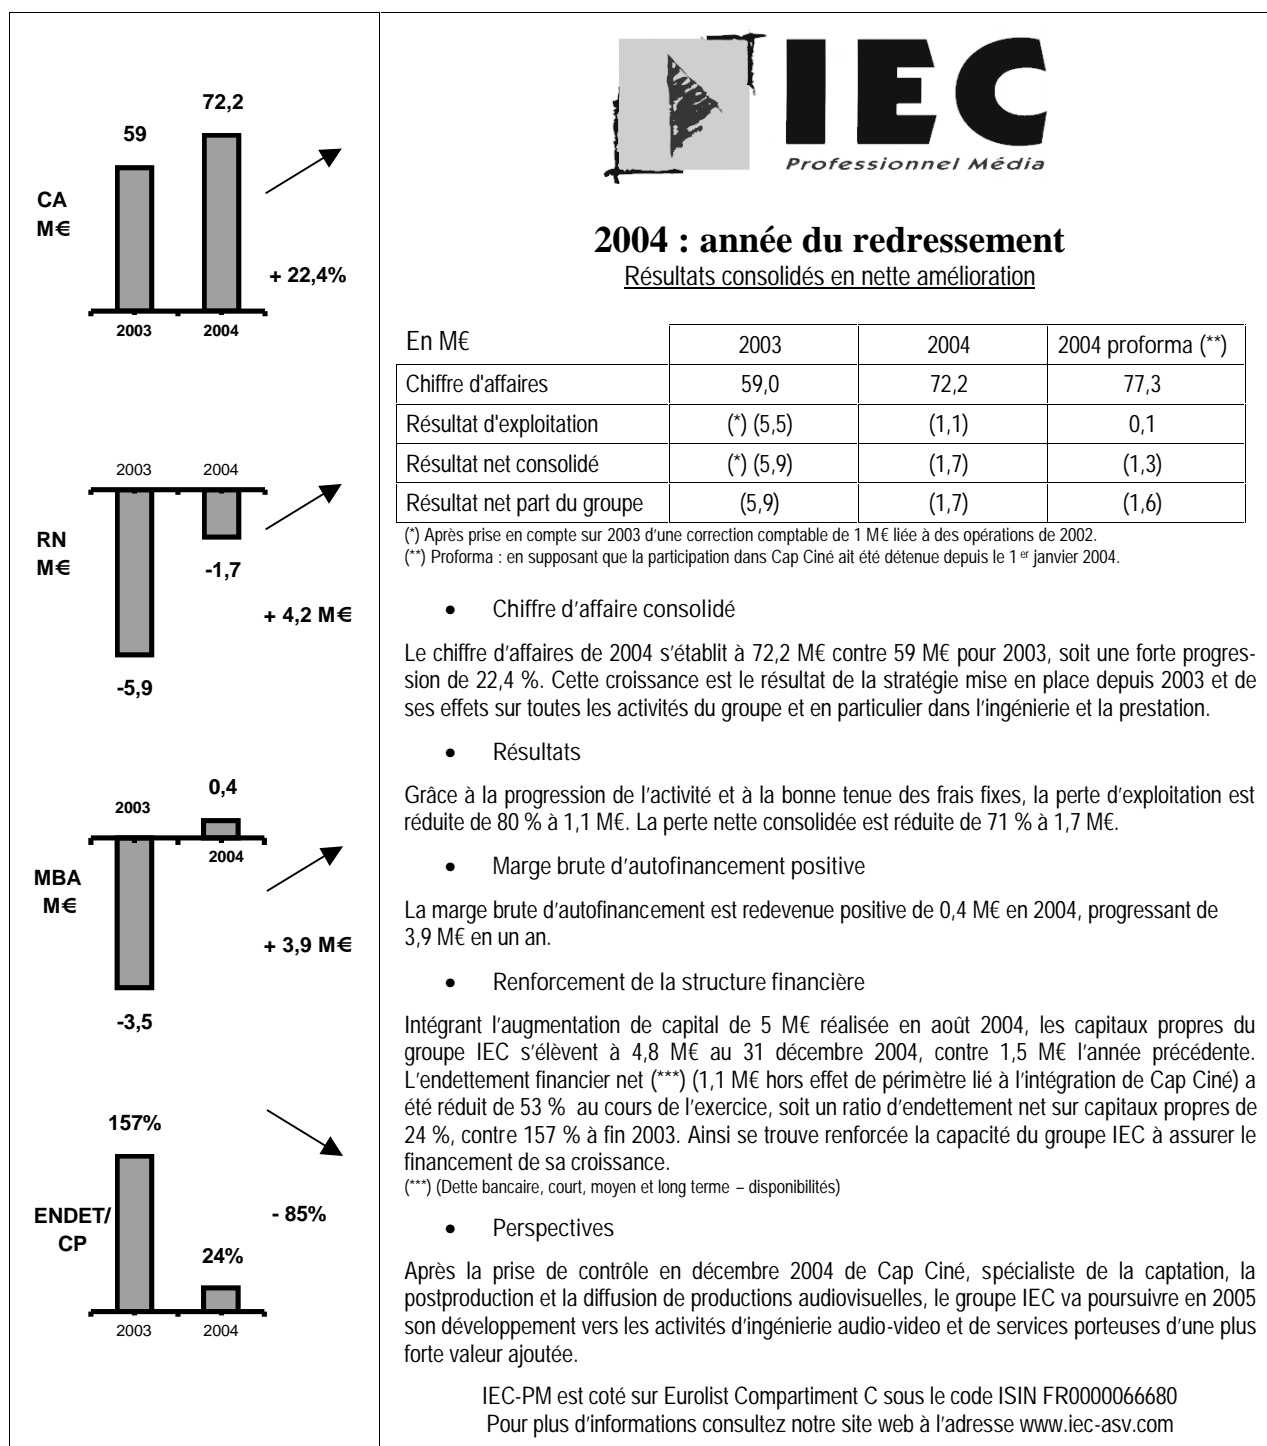 72,2
59
CA
M€
+ 22,4%
2003 2004
2003 2004
RN
M€
-1,7
+ 4,2 M€
-5,9
0,4
2003
2004
MBA
M€
+ 3,9 M€
-3,5
157%
ENDET/
CP
- 85%
24%
2003 2004
IEC
Professionnel Média
2004 : année du redressement
Résultats consolidés en nette amélioration
En M€ 2003 2004 2004 proforma (**)
Chiffre d'affaires 59,0 72,2 77,3
Résultat d'exploitation (*) (5,5) (1,1) 0,1
Résultat net consolidé (*) (5,9) (1,7) (1,3)
Résultat net part du groupe (5,9) (1,7) (1,6)
(*) Après prise en compte sur 2003 d'une correction comptable de 1 M€ liée à des opérations de 2002.
(**) Proforma : en supposant que la participation dans Cap Ciné ait été détenue depuis le 1 er janvier 2004.
• Chiffre d'affaire consolidé
Le chiffre d'affaires de 2004 s'établit à 72,2 M€ contre 59 M€ pour 2003, soit une forte progres-
sion de 22,4 %. Cette croissance est le résultat de la stratégie mise en place depuis 2003 et de
ses effets sur toutes les activités du groupe et en particulier dans l'ingénierie et la prestation.
• Résultats
Grâce à la progression de l'activité et à la bonne tenue des frais fixes, la perte d'exploitation est
réduite de 80 % à 1,1 M€. La perte nette consolidée est réduite de 71 % à 1,7 M€.
• Marge brute d'autofinancement positive
La marge brute d'autofinancement est redevenue positive de 0,4 M€ en 2004, progressant de
3,9 M€ en un an.
• Renforcement de la structure financière
Intégrant l'augmentation de capital de 5 M€ réalisée en août 2004, les capitaux propres du
groupe IEC s'élèvent à 4,8 M€ au 31 décembre 2004, contre 1,5 M€ l'année précédente.
L'endettement financier net (***) (1,1 M€ hors effet de périmètre lié à l'intégration de Cap Ciné) a
été réduit de 53 % au cours de l'exercice, soit un ratio d'endettement net sur capitaux propres de
24 %, contre 157 % à fin 2003. Ainsi se trouve renforcée la capacité du groupe IEC à assurer le
financement de sa croissance.
(***) (Dette bancaire, court, moyen et long terme – disponibilités)
• Perspectives
Après la prise de contrôle en décembre 2004 de Cap Ciné, spécialiste de la captation, la
postproduction et la diffusion de productions audiovisuelles, le groupe IEC va poursuivre en 2005
son développement vers les activités d'ingénierie audio-video et de services porteuses d'une plus
forte valeur ajoutée.
IEC-PM est coté sur Eurolist Compartiment C sous le code ISIN FR0000066680
Pour plus d'informations consultez notre site web à l'adresse www.iec-asv.com